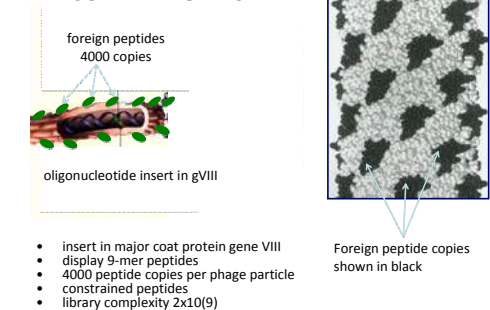 foreign peptides
4000 copies
oligonucleotide insert in gVIII
• insert in major coat protein gene VIII
• display 9-mer peptides
• 4000 peptide copies per phage particle
• constrained peptides
• library complexity 2x10(9)
Foreign peptide copies
shown in black